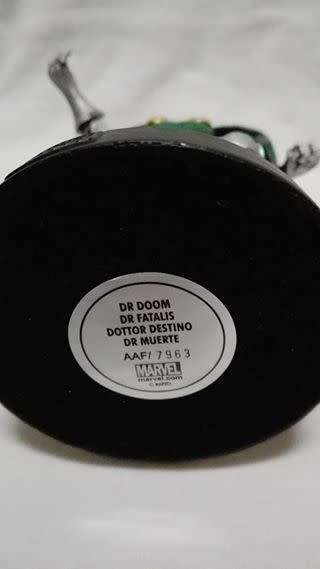 DR DOOM
DR FATALIS
DOTTOR DESTINO
DR MUERTE
AAF/7963
MARVEL
marvel.com